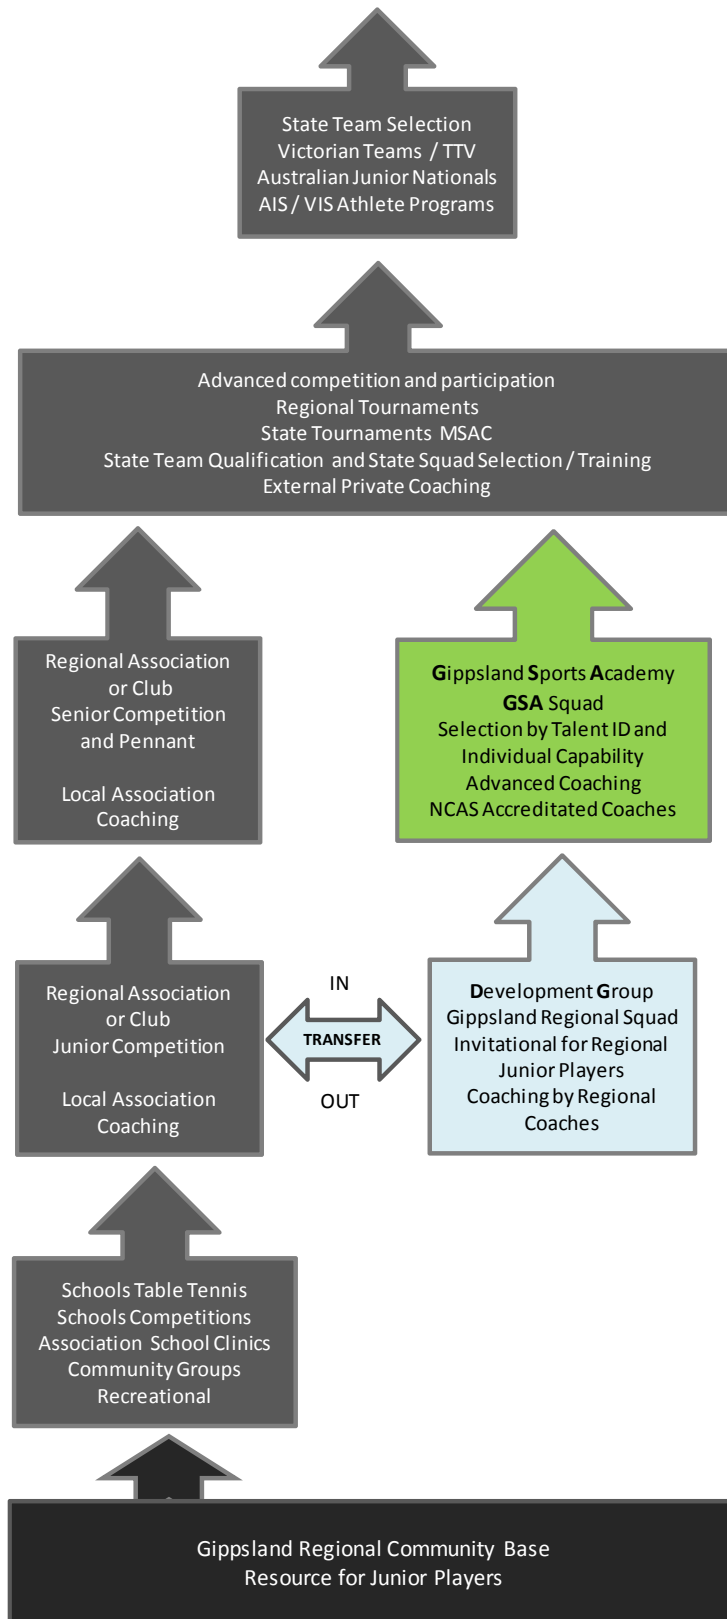 State Team Selection
Victorian Teams / TTV
Australian Junior Nationals
AIS / VIS Athlete Programs
Advanced competition and participation
Regional Tournaments
State Tournaments MSAC
State Team Qualification and State Squad Selection / Training
External Private Coaching
Regional Association
or Club
Senior Competition
and Pennant
Local Association
Coaching
Gippsland Sports Academy
GSA Squad
Selection by Talent ID and
Individual Capability
Advanced Coaching
NCAS Accreditated Coaches
Regional Association
or Club
Junior Competition
Local Association
Coaching
IN
TRANSFER
OUT
Development Group
Gippsland Regional Squad
Invitational for Regional
Junior Players
Coaching by Regional
Coaches
Schools Table Tennis
Schools Competitions
Association School Clinics
Community Groups
Recreational
Gippsland Regional Community Base
Resource for Junior Players